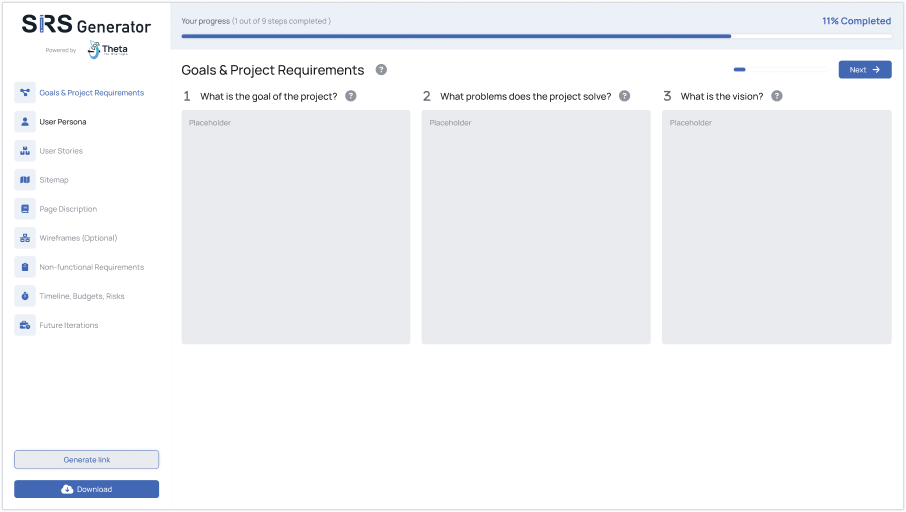 SRS Generator
Powered by Theta
Goals & Project Requirements
User Persona
User Stories
Sitemap
Page Discription
Wireframes (Optional)
Non-functional Requirements
Timeline, Budgets, Risks
Future Iterations
Generate link
Download
Your progress (1 out of 9 steps completed )
11% Completed
Goals & Project Requirements ?
Next
1 What is the goal of the project? ?
Placeholder
2 What problems does the project solve? ?
Placeholder
3 What is the vision? ?
Placeholder